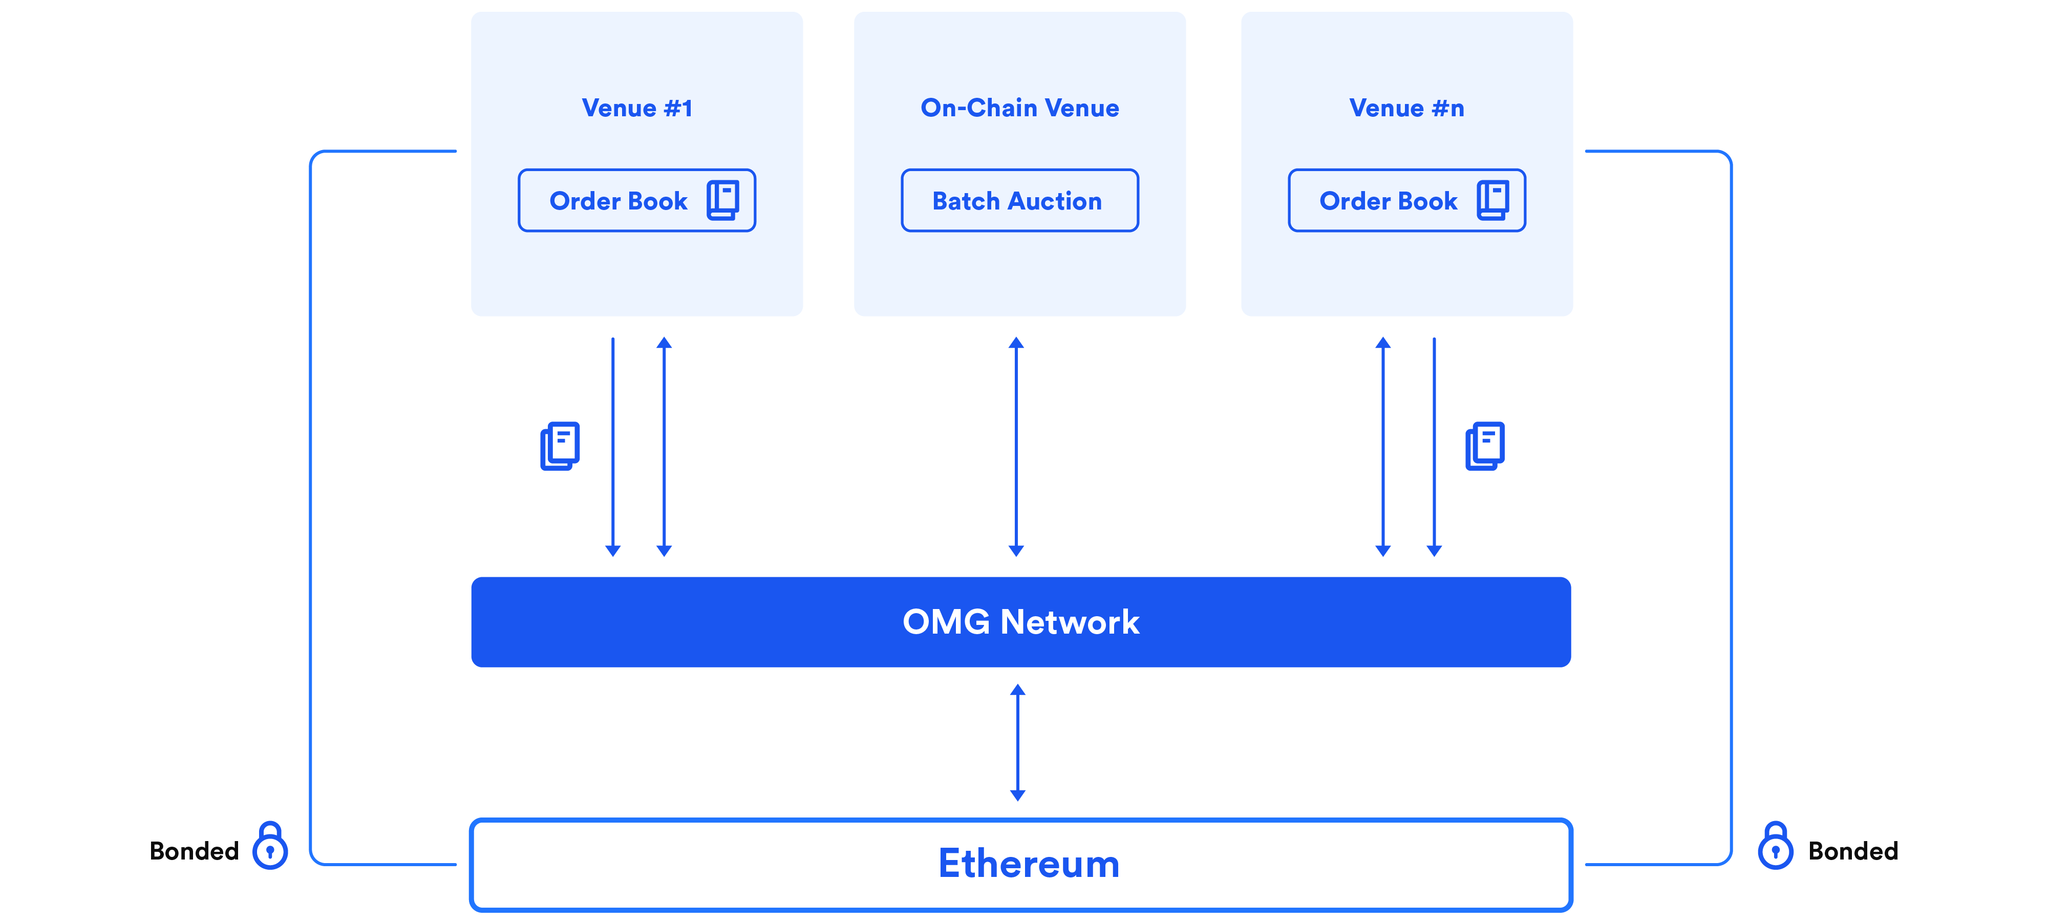 Venue #1
On-Chain Venue
Venue #n
Order Book
Batch Auction
Order Book
OMG Network
Bonded
Ethereum
Bonded